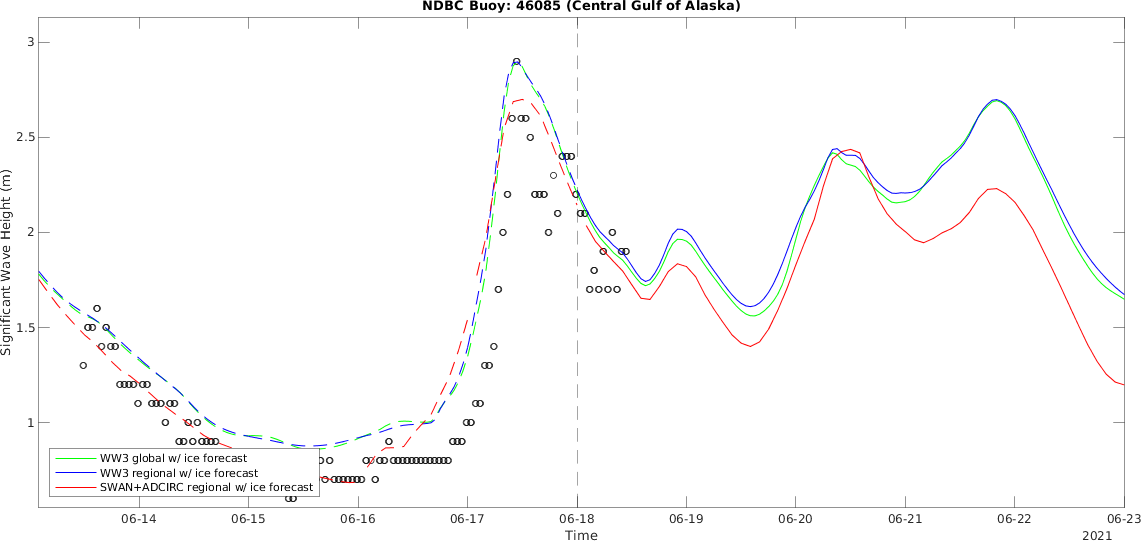 NDBC Buoy: 46085 (Central Gulf of Alaska)
3
2.5
2
1.5
1
Significant Wave Height (m)
WW3 global w/ ice forecast
WW3 regional w/ ice forecast
SWAN+ADCIRC regional w/ ice forecast
06-14 06-15 06-16 06-17 06-18 06-19 06-20 06-21 06-22 06-23
Time
2021